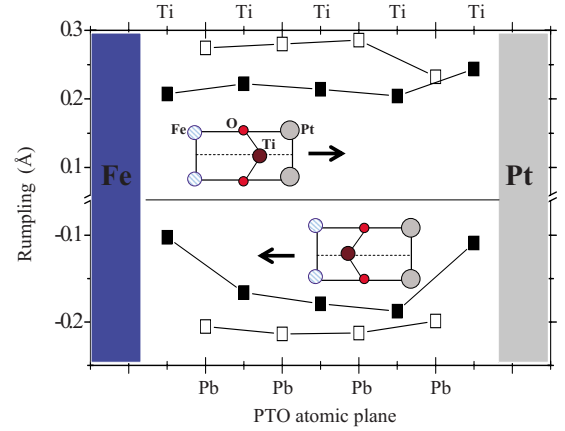 Ti Ti Ti Ti Ti
0.3
0.2
0.1
-0.1
-0.2
Rumpling (Å)
Fe
Pt
Fe O Ti Pt
Pb Pb Pb Pb
PTO atomic plane